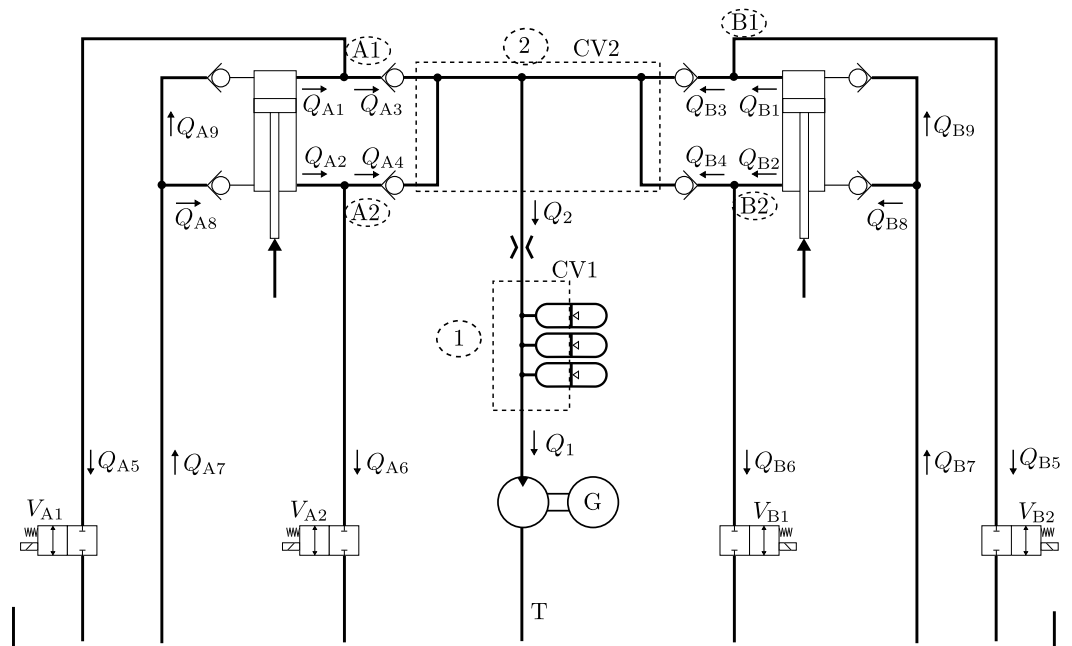 A1
2
CV2
B1
Q_A1
Q_A3
Q_B3
Q_B1
Q_A9
Q_B9
Q_A2
Q_A4
Q_B4
Q_B2
Q_A8
A2
Q_2
B2
Q_B8
CV1
1
Q_1
Q_A5
Q_A7
Q_A6
Q_B6
Q_B7
Q_B5
V_A1
V_A2
G
V_B1
V_B2
T